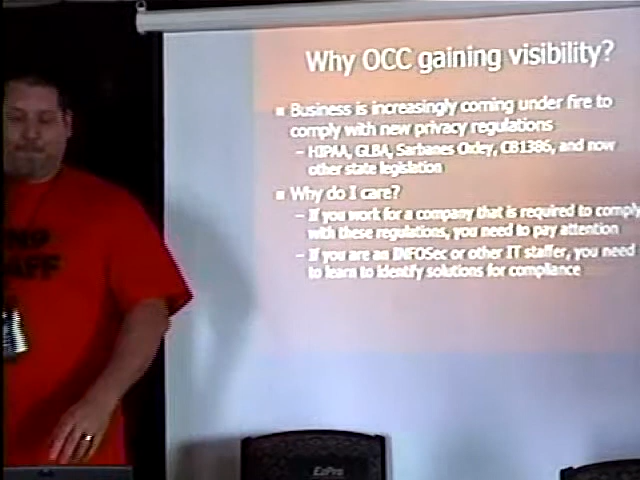 Why OCC gaining visibility?
Business is increasingly coming under fire to
comply with new privacy regulations
– HIPAA, GLBA, Sarbanes Oxley, CB1386, and now
other state legislation
Why do I care?
– If you work for a company that is required to comply
with these regulations, you need to pay attention
– If you are an INFOSec or other IT staffer, you need
to learn to identify solutions for compliance
EzPro